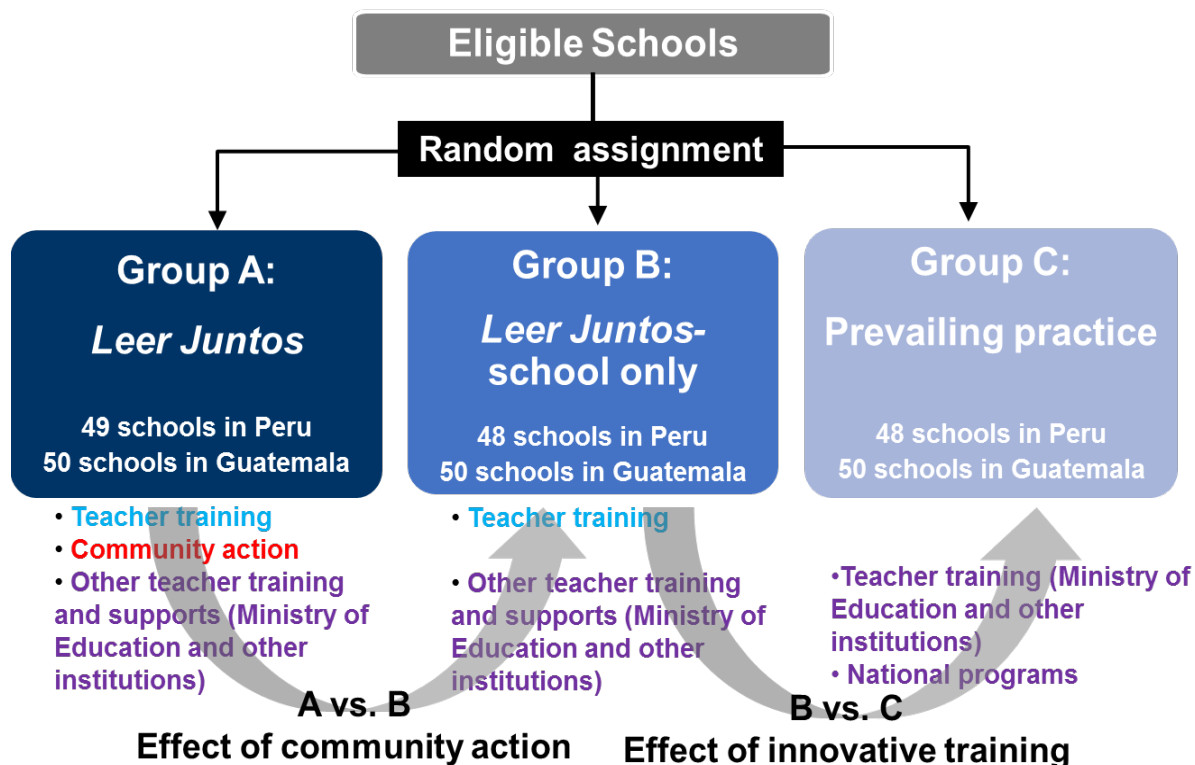 Eligible Schools
Random assignment
Group A:
Leer Juntos
49 schools in Peru
50 schools in Guatemala
Group B:
Leer Juntos-
school only
48 schools in Peru
50 schools in Guatemala
Group C:
Prevailing practice
48 schools in Peru
50 schools in Guatemala
• Teacher training
• Community action
• Other teacher training
and supports (Ministry of
Education and other
institutions)
• Teacher training
• Other teacher training
and supports (Ministry of
Education and other
institutions)
•Teacher training (Ministry of
Education and other
institutions)
• National programs
A vs. B
Effect of community action
B vs. C
Effect of innovative training